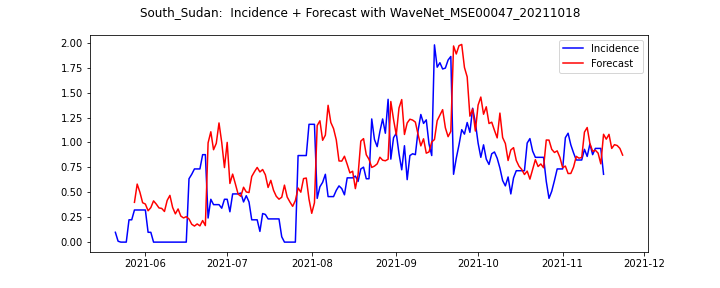 South_Sudan:  Incidence + Forecast with WaveNet_MSE00047_20211018
Incidence
Forecast
2.00
1.75
1.50
1.25
1.00
0.75
0.50
0.25
0.00
2021-06 2021-07 2021-08 2021-09 2021-10 2021-11 2021-12